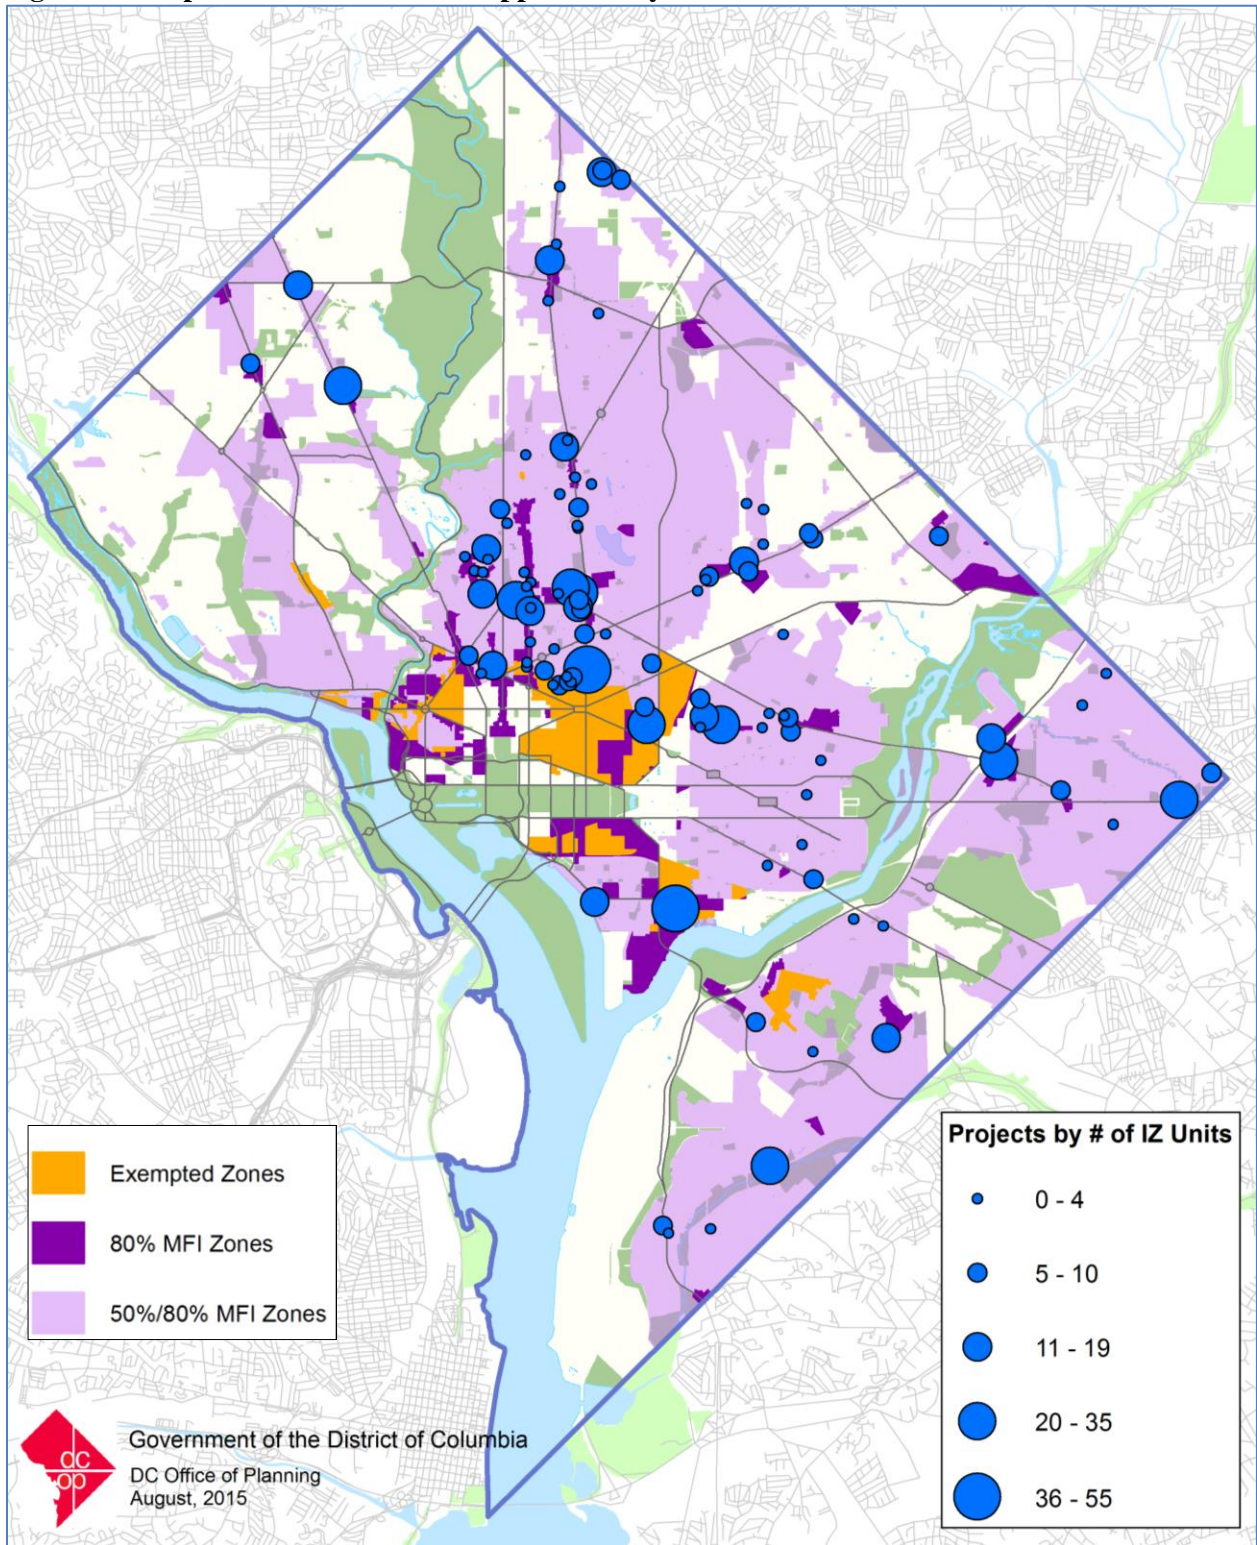 Exempted Zones
80% MFI Zones
50%/80% MFI Zones
Projects by # of IZ Units
0 - 4
5 - 10
11 - 19
20 - 35
36 - 55
dc
op
Government of the District of Columbia
DC Office of Planning
August, 2015